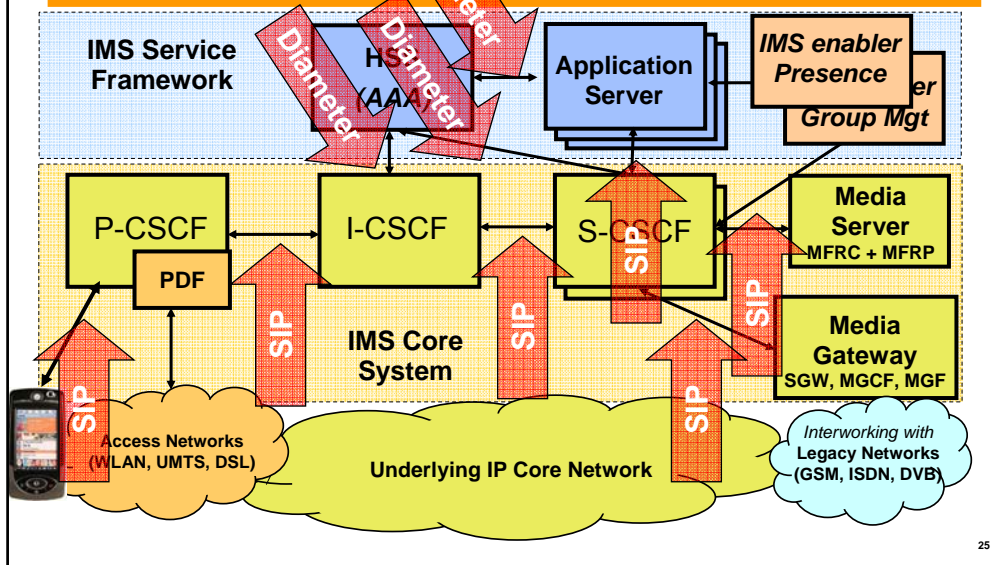 IMS Service
Framework
Diameter
Diameter
HS
(AAA)
Application
Server
IMS enabler
Presence
Group Mgt
P-CSCF
PDF
I-CSCF
S-CSCF
Media
Server
MFRC + MFRP
SIP
SIP
SIP
SIP
SIP
SIP
IMS Core
System
Media
Gateway
SGW, MGCF, MGF
Access Networks
(WLAN, UMTS, DSL)
Underlying IP Core Network
Interworking with
Legacy Networks
(GSM, ISDN, DVB)
25